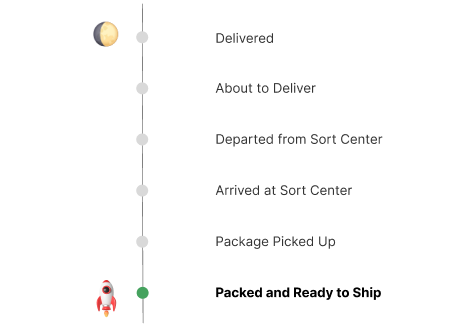 Delivered
About to Deliver
Departed from Sort Center
Arrived at Sort Center
Package Picked Up
Packed and Ready to Ship